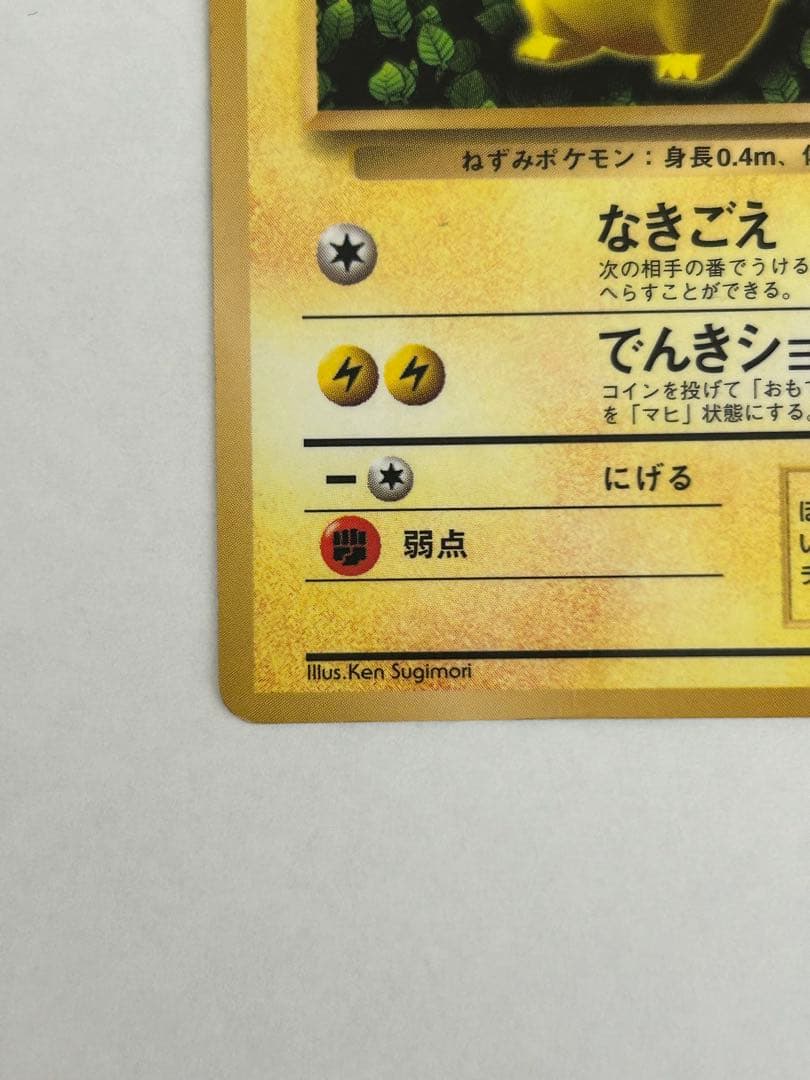 ねずみポケモン：身長0.4m、
なきごえ
次の相手の番でうける
へらすことができる。
でんきショ
コインを投げて「おも
を「マヒ」状態にする。
ー にげる
弱点
ほ
い
Illus.Ken Sugimori